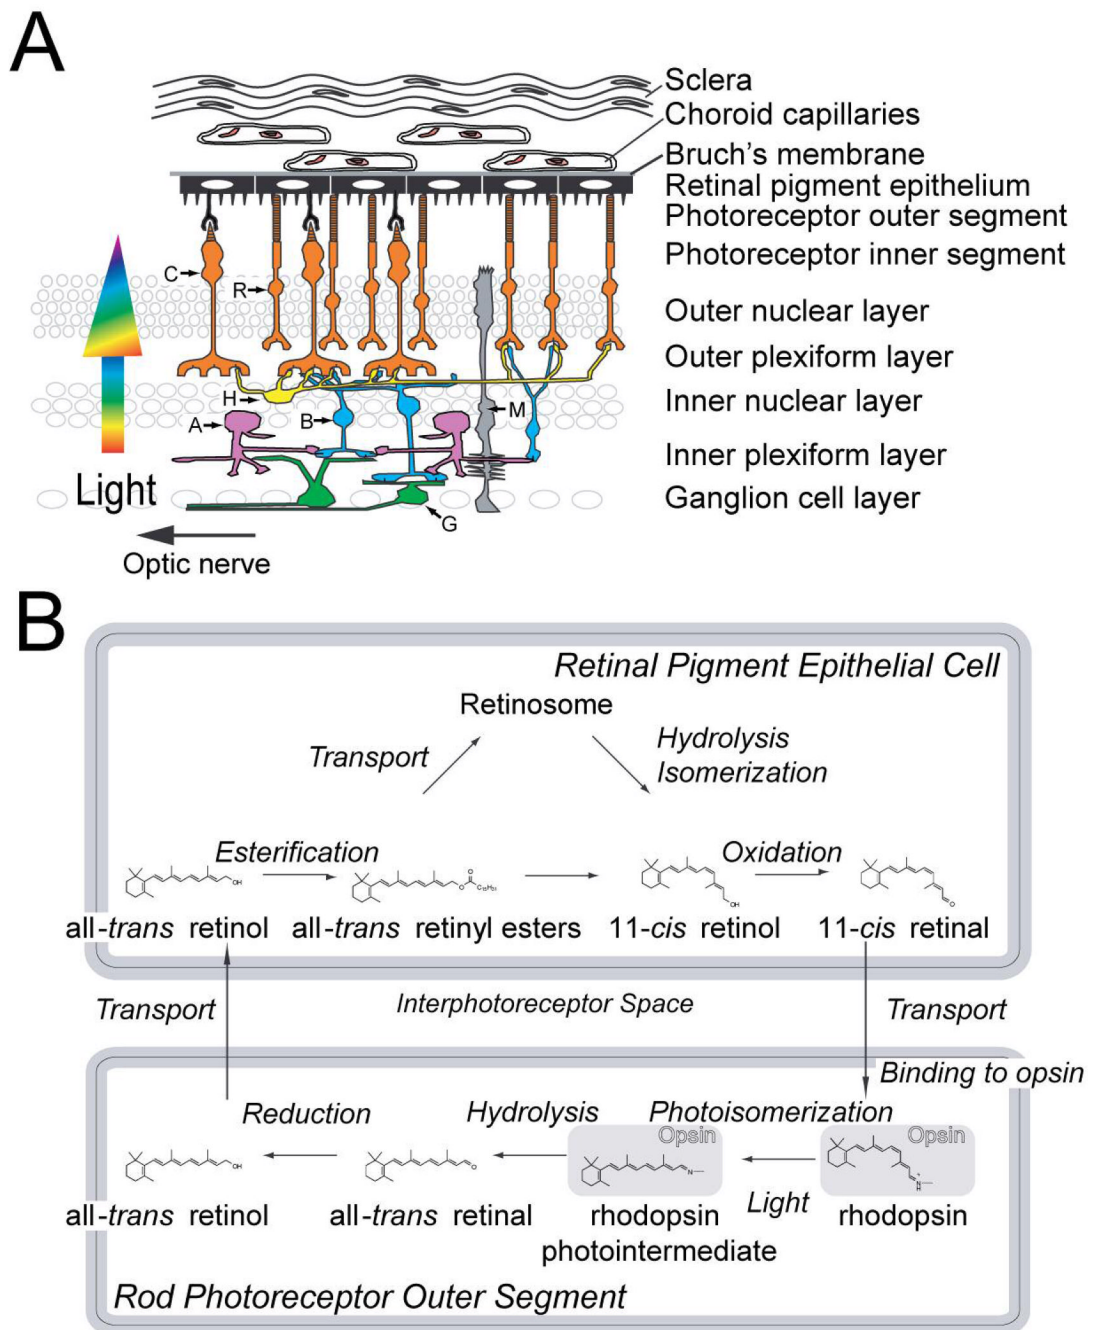 A
Sclera
Choroid capillaries
Bruch's membrane
Retinal pigment epithelium
Photoreceptor outer segment
Photoreceptor inner segment
C
R
Outer nuclear layer
Outer plexiform layer
H
Inner nuclear layer
A
B
M
Inner plexiform layer
Light
Ganglion cell layer
G
Optic nerve
B
Retinal Pigment Epithelial Cell
Retinosome
Transport
Hydrolysis
Isomerization
Esterification
Oxidation
OH
O
O
C15H31
OH
O
all-trans retinol
all-trans retinyl esters
11-cis retinol
11-cis retinal
Transport
Interphotoreceptor Space
Transport
Binding to opsin
Reduction
Hydrolysis
Photoisomerization
Opsin
Opsin
OH
O
N
N
+
H
Light
all-trans retinol
all-trans retinal
rhodopsin
photointermediate
rhodopsin
Rod Photoreceptor Outer Segment